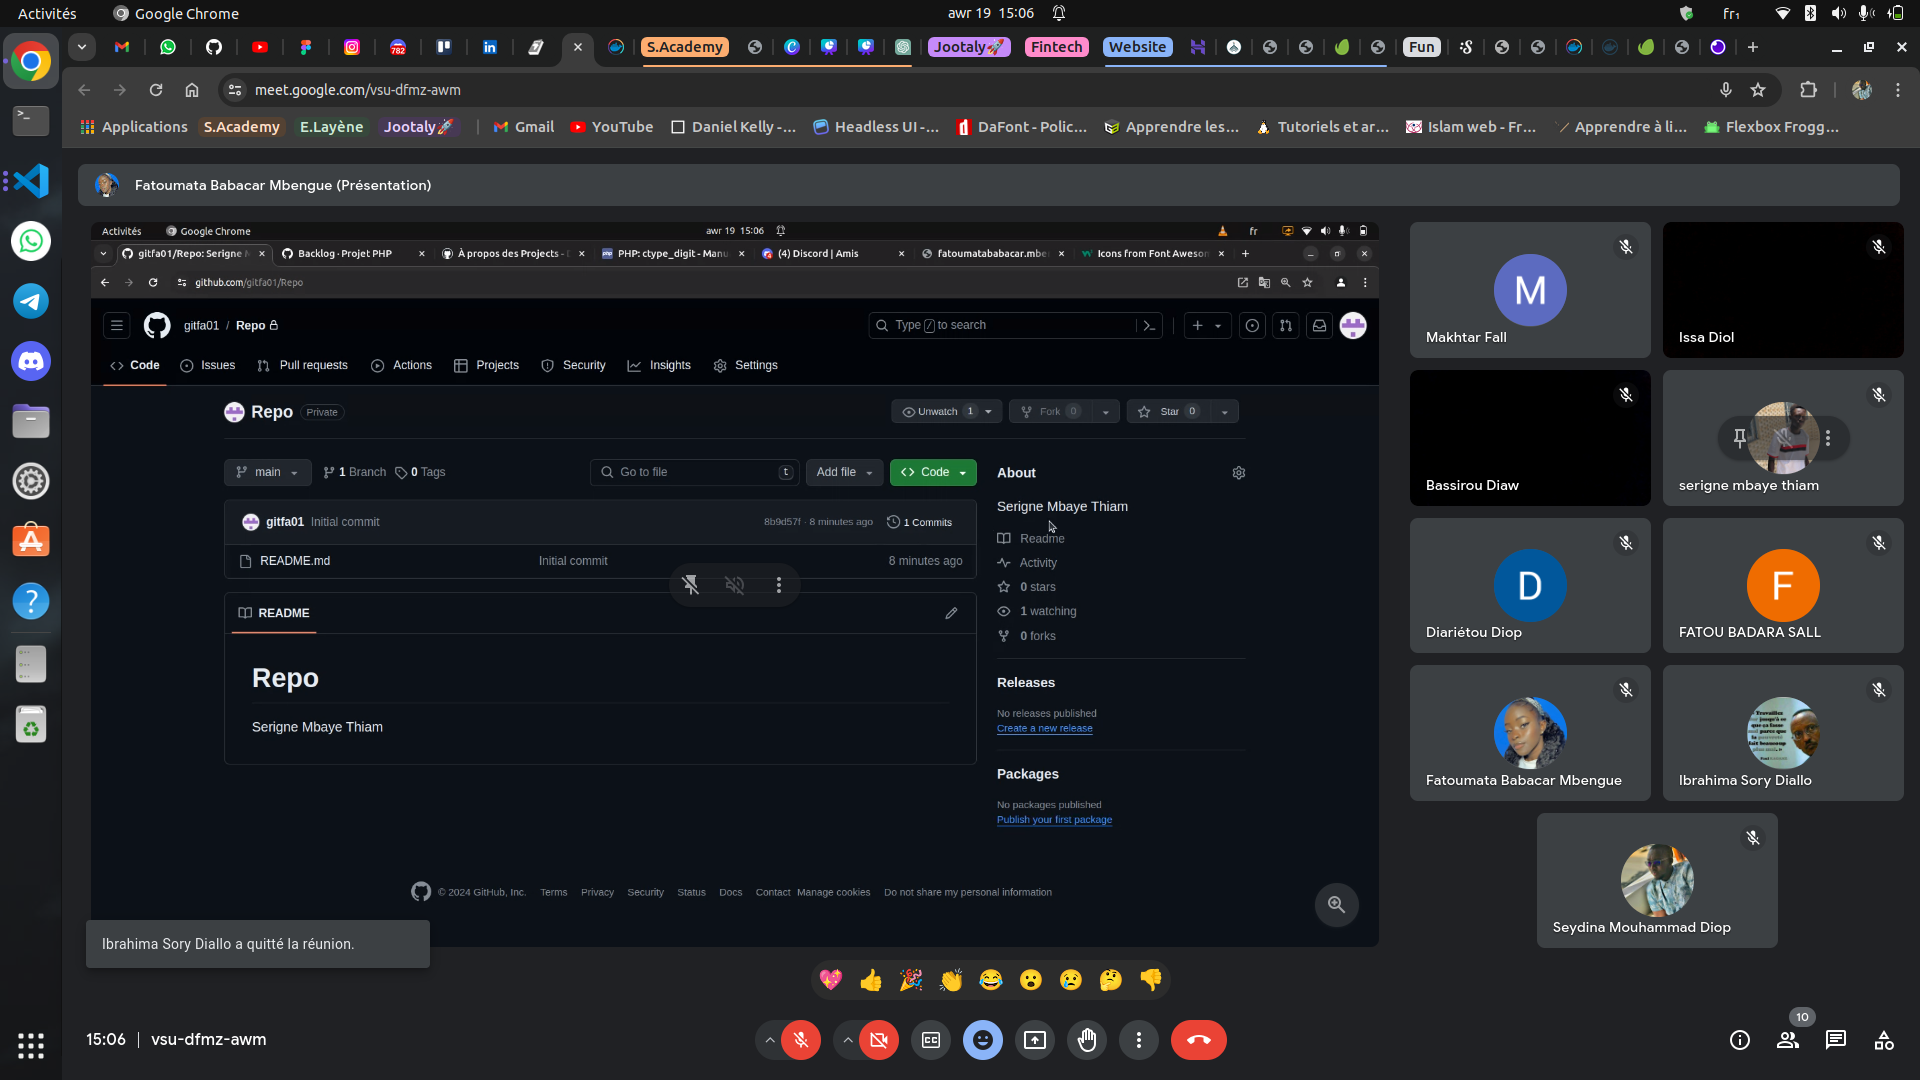 Activités
Google Chrome
awr 19 15:06
fr₁
782
S.Academy
Jootaly🚀
Fintech
Website
Fun
meet.google.com/vsu-dfmz-awm
Applications
S.Academy
E.Layène
Jootaly🚀
Gmail
YouTube
Daniel Kelly -...
Headless UI -...
DaFont - Polic...
Apprendre les...
Tutoriels et ar...
Islam web - Fr...
Apprendre à li...
Flexbox Frogg...
Fatoumata Babacar Mbengue (Présentation)
Activités
Google Chrome
awr 19 15:06
fr
gitfa01/Repo: Serigne M
Backlog · Projet PHP
À propos des Projects -
PHP: ctype_digit - Manu
(4) Discord | Amis
fatoumatababacar.mbe
Icons from Font Aweson
github.com/gitfa01/Repo
gitfa01 / Repo
Type / to search
Code
Issues
Pull requests
Actions
Projects
Security
Insights
Settings
Repo Private
Unwatch 1
Fork 0
Star 0
main
1 Branch
0 Tags
Go to file t
Add file
Code
gitfa01 Initial commit
8b9d57f · 8 minutes ago
1 Commits
README.md
Initial commit
8 minutes ago
README
Repo
Serigne Mbaye Thiam
About
Serigne Mbaye Thiam
Readme
Activity
0 stars
1 watching
0 forks
Releases
No releases published
Create a new release
Packages
No packages published
Publish your first package
© 2024 GitHub, Inc.
Terms
Privacy
Security
Status
Docs
Contact
Manage cookies
Do not share my personal information
M
Makhtar Fall
Issa Diol
Bassirou Diaw
serigne mbaye thiam
D
Diariétou Diop
F
FATOU BADARA SALL
Fatoumata Babacar Mbengue
Ibrahima Sory Diallo
Seydina Mouhammad Diop
Ibrahima Sory Diallo a quitté la réunion.
15:06 | vsu-dfmz-awm
10